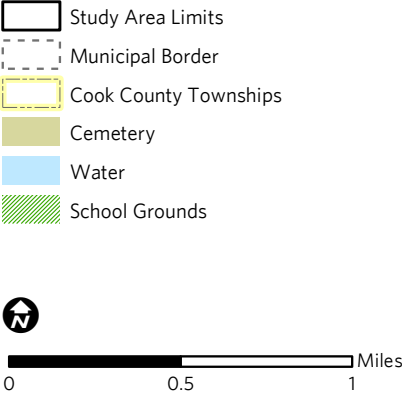 Study Area Limits
Municipal Border
Cook County Townships
Cemetery
Water
School Grounds
N
Miles
0 0.5 1